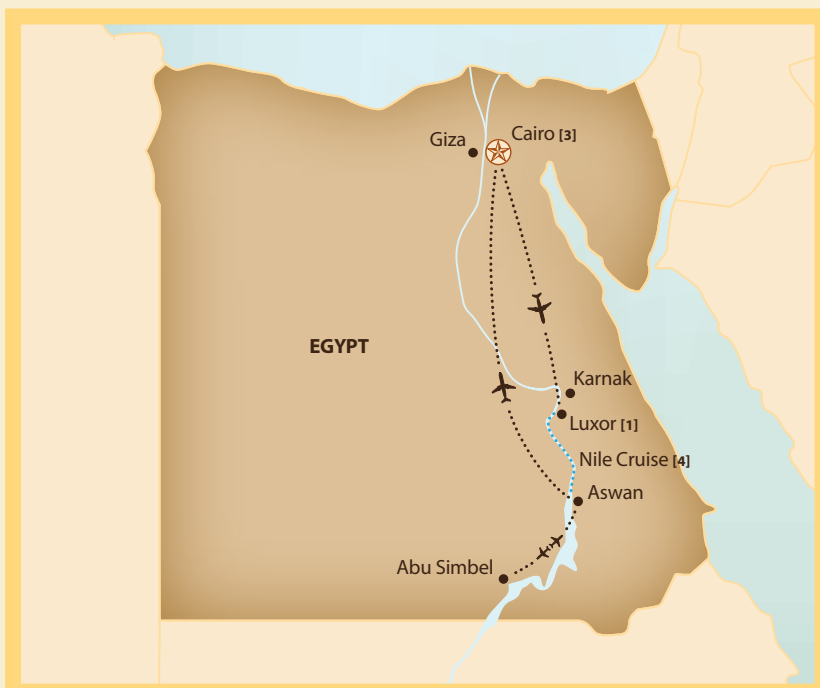 Giza
Cairo [3]
EGYPT
Karnak
Luxor [1]
Nile Cruise [4]
Aswan
Abu Simbel